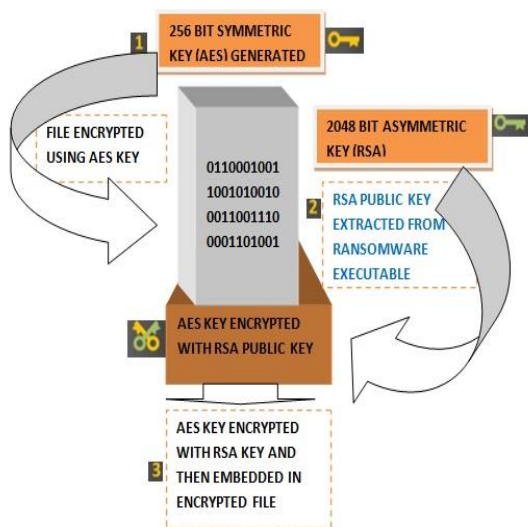 1
256 BIT SYMMETRIC
KEY (AES) GENERATED
FILE ENCRYPTED
USING AES KEY
0110001001
1001010010
0011001110
0001101001
2048 BIT ASYMMETRIC
KEY (RSA)
2
RSA PUBLIC KEY
EXTRACTED FROM
RANSOMWARE
EXECUTABLE
AES KEY ENCRYPTED
WITH RSA PUBLIC KEY
3
AES KEY ENCRYPTED
WITH RSA KEY AND
THEN EMBEDDED IN
ENCRYPTED FILE